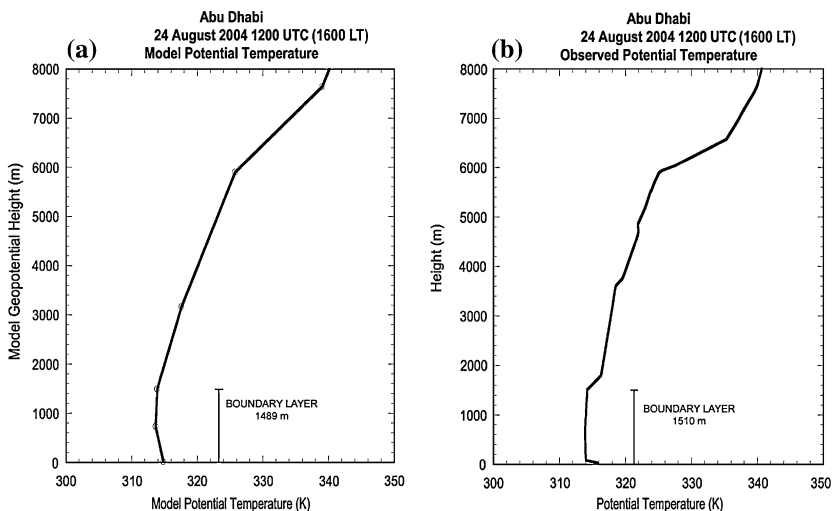 (a)
Abu Dhabi
24 August 2004 1200 UTC (1600 LT)
Model Potential Temperature
8000
7000
6000
5000
4000
3000
2000
1000
0
Model Geopotential Height (m)
BOUNDARY LAYER
1489 m
300 310 320 330 340 350
Model Potential Temperature (K)
(b)
Abu Dhabi
24 August 2004 1200 UTC (1600 LT)
Observed Potential Temperature
8000
7000
6000
5000
4000
3000
2000
1000
0
Height (m)
BOUNDARY LAYER
1510 m
300 310 320 330 340 350
Potential Temperature (K)